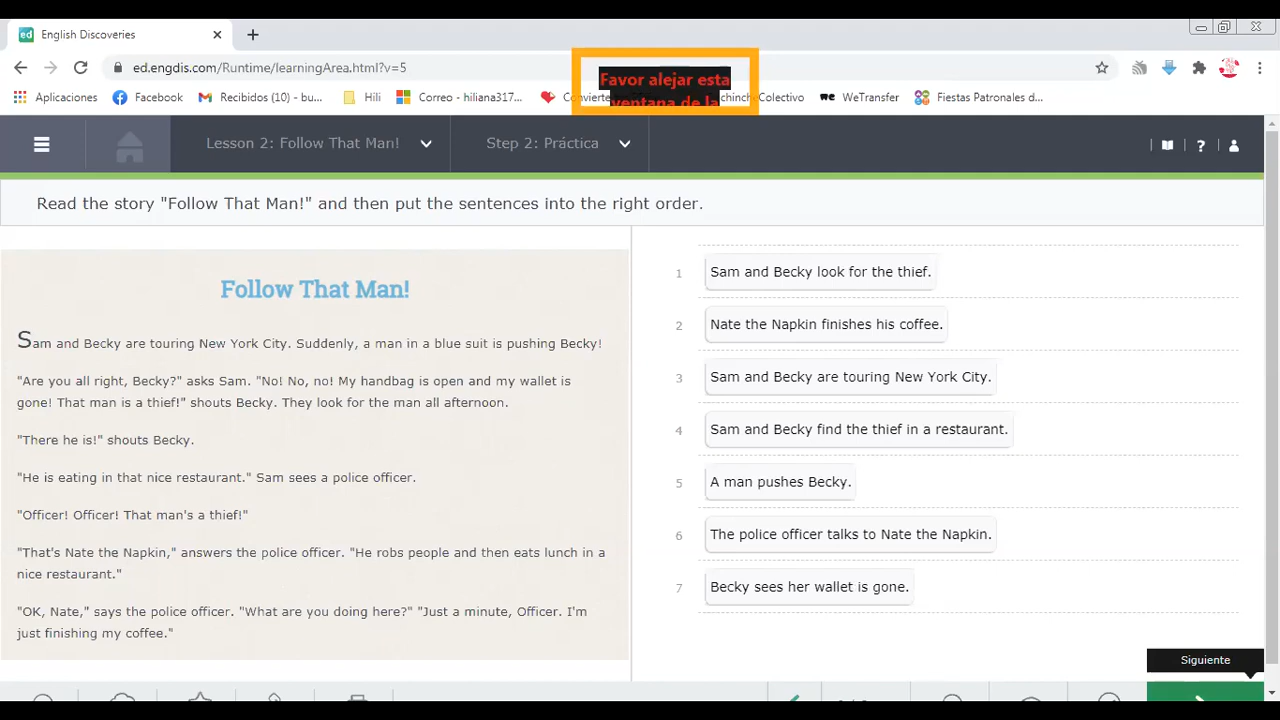 ed English Discoveries
ed.engdis.com/Runtime/learningArea.html?v=5
Favor alejar esta
ventana de la
Aplicaciones Facebook Recibidos (10) - bu... Hili Correo - hiliana317... Convierte chinch Colectivo WeTransfer Fiestas Patronales d...
Lesson 2: Follow That Man! Step 2: Práctica ?
Read the story "Follow That Man!" and then put the sentences into the right order.
Follow That Man!
Sam and Becky are touring New York City. Suddenly, a man in a blue suit is pushing Becky!
"Are you all right, Becky?" asks Sam. "No! No, no! My handbag is open and my wallet is
gone! That man is a thief!" shouts Becky. They look for the man all afternoon.
"There he is!" shouts Becky.
"He is eating in that nice restaurant." Sam sees a police officer.
"Officer! Officer! That man's a thief!"
"That's Nate the Napkin," answers the police officer. "He robs people and then eats lunch in a
nice restaurant."
"OK, Nate," says the police officer. "What are you doing here?" "Just a minute, Officer. I'm
just finishing my coffee."
1 Sam and Becky look for the thief.
2 Nate the Napkin finishes his coffee.
3 Sam and Becky are touring New York City.
4 Sam and Becky find the thief in a restaurant.
5 A man pushes Becky.
6 The police officer talks to Nate the Napkin.
7 Becky sees her wallet is gone.
Siguiente